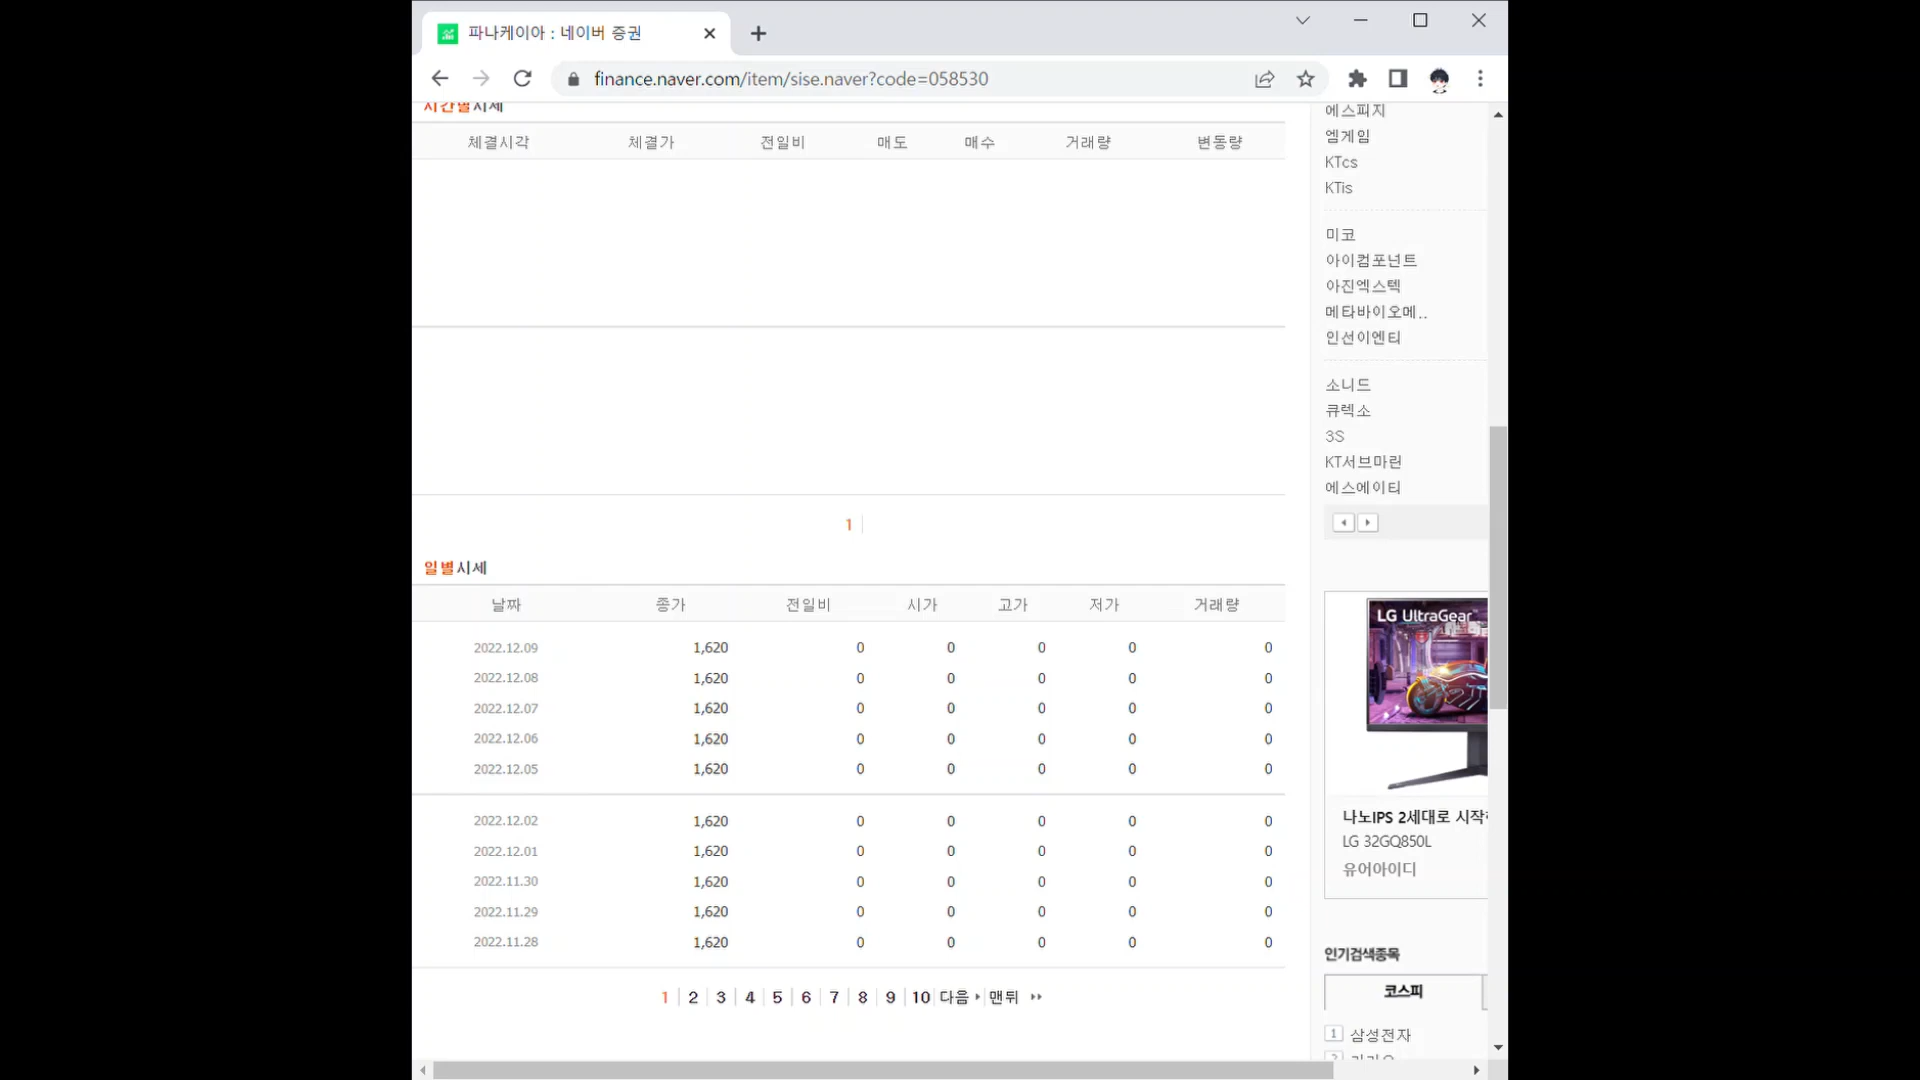 파나케이아 : 네이버 증권
finance.naver.com/item/sise.naver?code=058530
시간별시세
체결시각 체결가 전일비 매도 매수 거래량 변동량
1
일별시세
날짜 종가 전일비 시가 고가 저가 거래량
2022.12.09 1,620 0 0 0 0 0
2022.12.08 1,620 0 0 0 0 0
2022.12.07 1,620 0 0 0 0 0
2022.12.06 1,620 0 0 0 0 0
2022.12.05 1,620 0 0 0 0 0
2022.12.02 1,620 0 0 0 0 0
2022.12.01 1,620 0 0 0 0 0
2022.11.30 1,620 0 0 0 0 0
2022.11.29 1,620 0 0 0 0 0
2022.11.28 1,620 0 0 0 0 0
1 2 3 4 5 6 7 8 9 10 다음 맨뒤
에스피지
엠게임
KTcs
KTis
미코
아이컴포넌트
아진엑스텍
메타바이오메..
인선이엔티
소니드
큐렉소
3S
KT서브마린
에스에이티
LG UltraGear
나노IPS 2세대로
LG 32GQ850L
유어아이디
인기검색종목
코스피
1 삼성전자